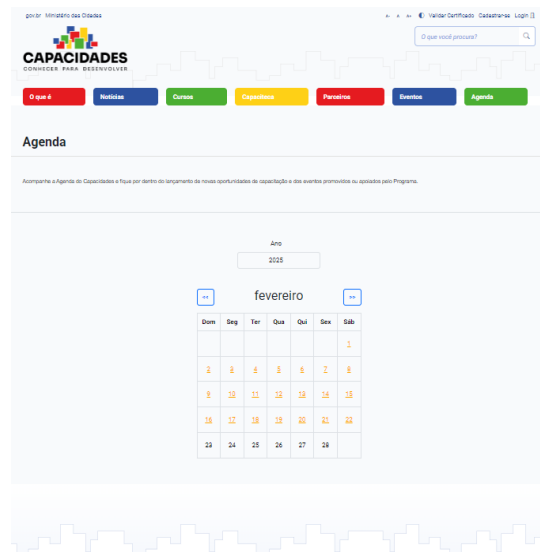 gov.br Ministério das Cidades A- A A+ Validar Certificado Cadastrar-se Login
O que você procura?
CAPACIDADES
CONHECER PARA DESENVOLVER
O que é Notícias Cursos Capacidades Parceiros Eventos Agenda
Agenda
Acompanhe a Agenda do Capacidades e fique por dentro do lançamento de novas oportunidades de capacitação e dos eventos promovidos ou apoiados pelo Programa.
Ano
2025
<< fevereiro >>
Dom Seg Ter Qua Qui Sex Sáb
1
2 3 4 5 6 7 8
9 10 11 12 13 14 15
16 17 18 19 20 21 22
23 24 25 26 27 28